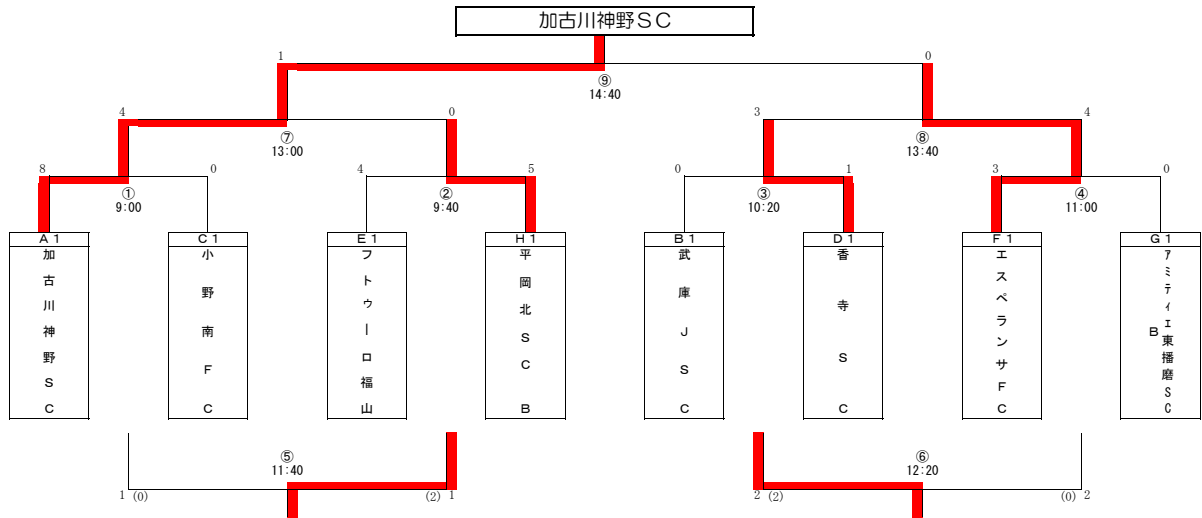 加古川神野SC
1
0
⑨
14:40
4
0
3
4
⑦
13:00
⑧
13:40
8
0
4
5
0
1
3
0
①
9:00
②
9:40
③
10:20
④
11:00
A1
C1
E1
H1
B1
D1
F1
G1
加古川神野SC
小野南FC
フトゥーロ福山
平岡北SC B
武庫JSC
香寺SC
エスペランサFC
アミティエ東播磨SC
B
⑤
11:40
⑥
12:20
1 (0)
(2) 1
2 (2)
(0) 2